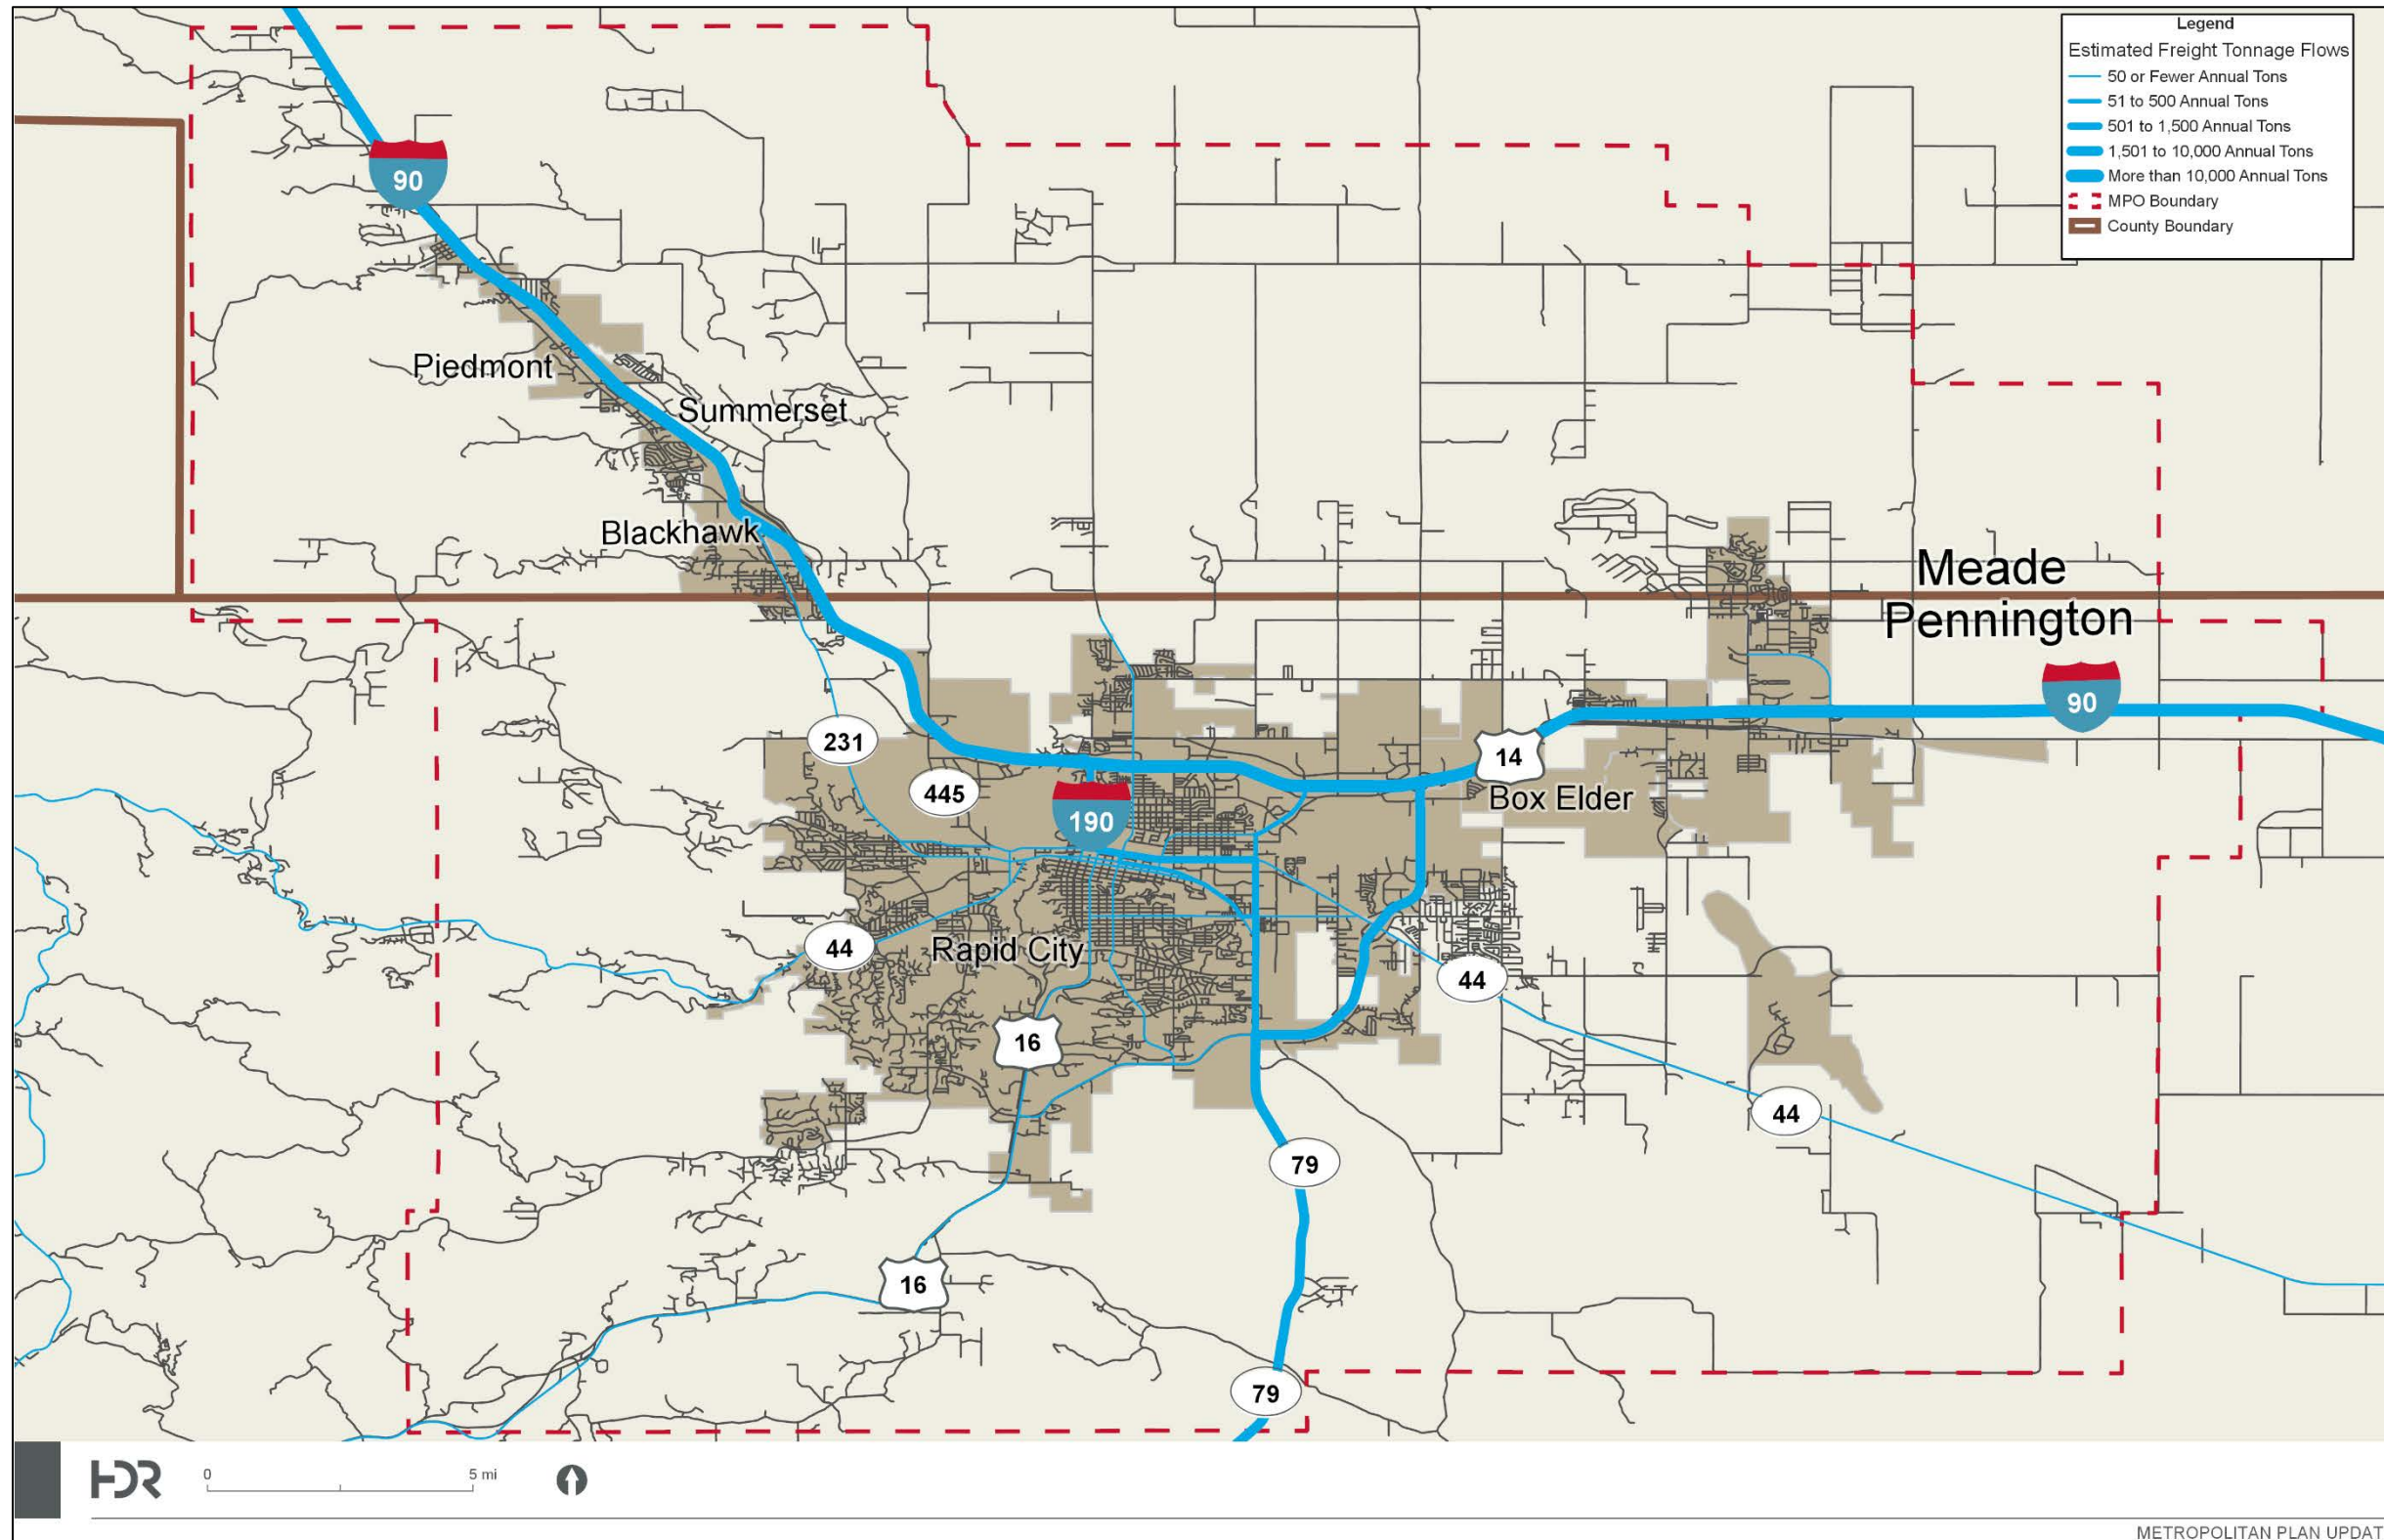 Legend
Estimated Freight Tonnage Flows
50 or Fewer Annual Tons
51 to 500 Annual Tons
501 to 1,500 Annual Tons
1,501 to 10,000 Annual Tons
More than 10,000 Annual Tons
MPO Boundary
County Boundary
90
Piedmont
Summerset
Blackhawk
Meade
Pennington
90
231
14
445
Box Elder
190
44
Rapid City
44
16
44
79
16
79
HDR
0 5 mi
METROPOLITAN PLAN UPDAT